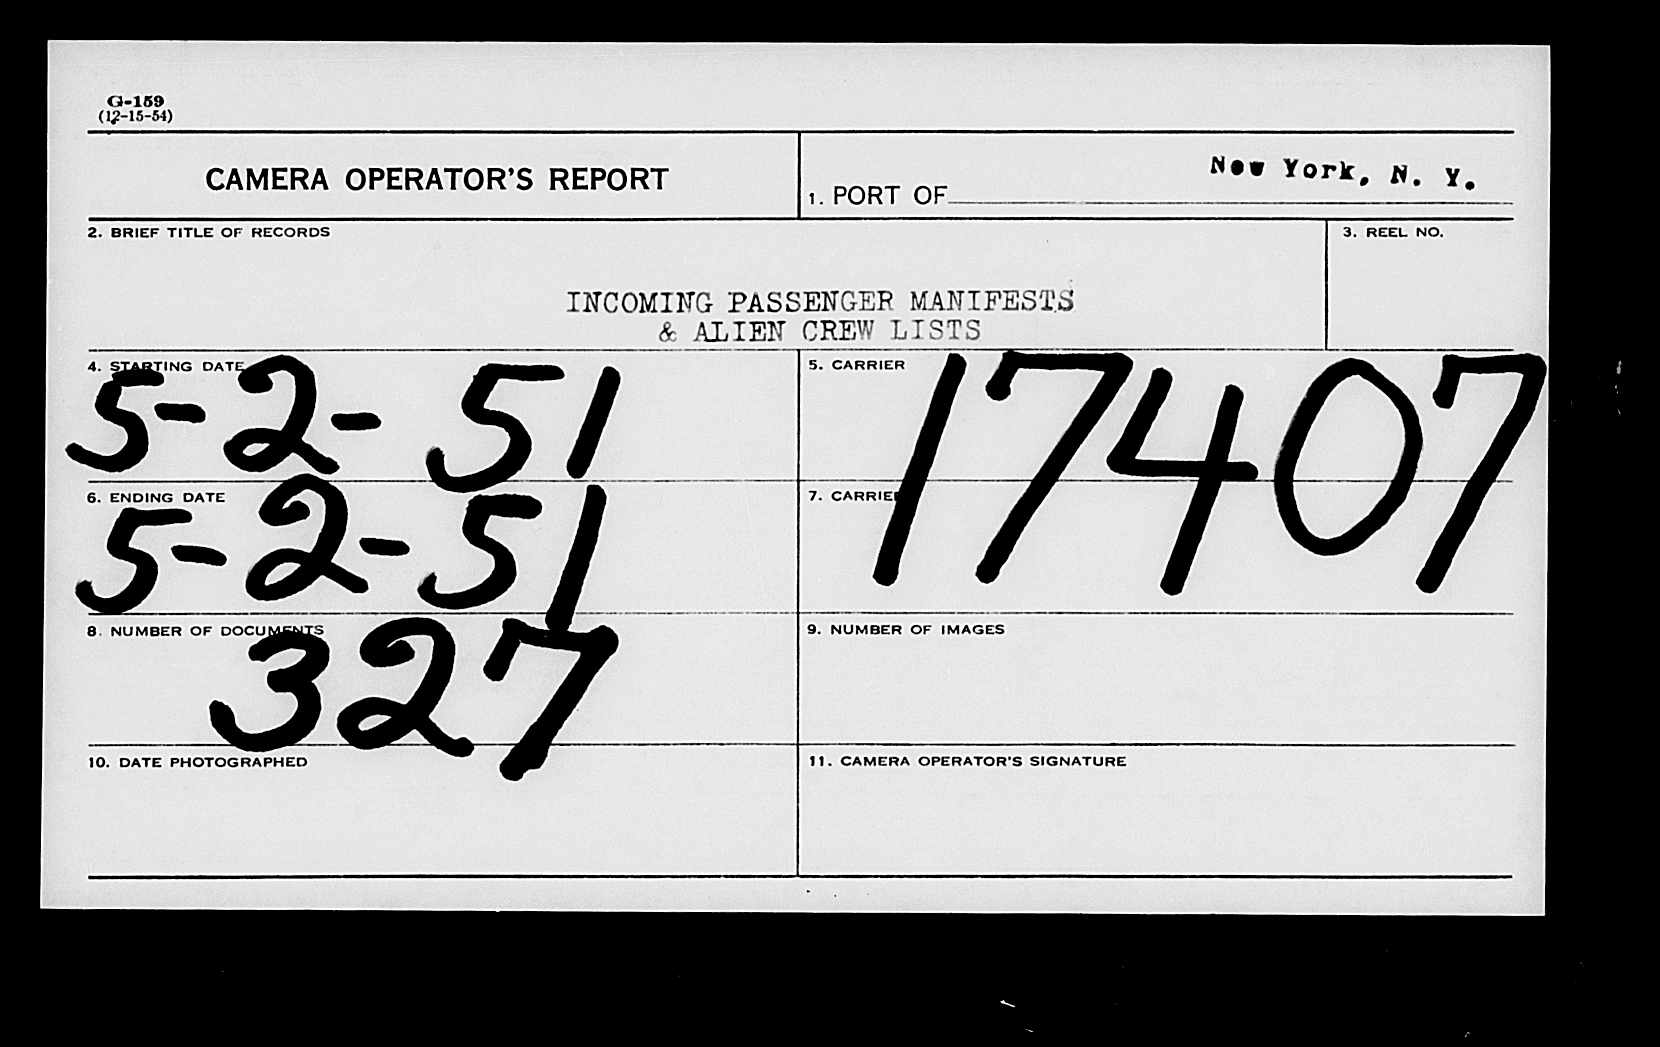 G-159
(12-15-54)
CAMERA OPERATOR'S REPORT
1. PORT OF New York, N. Y.
2. BRIEF TITLE OF RECORDS
3. REEL NO.
INCOMING PASSENGER MANIFESTS
& ALIEN CREW LISTS
4. STARTING DATE
5-2-51
5. CARRIER
17407
6. ENDING DATE
5-2-51
7. CARRIER
8. NUMBER OF DOCUMENTS
327
9. NUMBER OF IMAGES
10. DATE PHOTOGRAPHED
11. CAMERA OPERATOR'S SIGNATURE